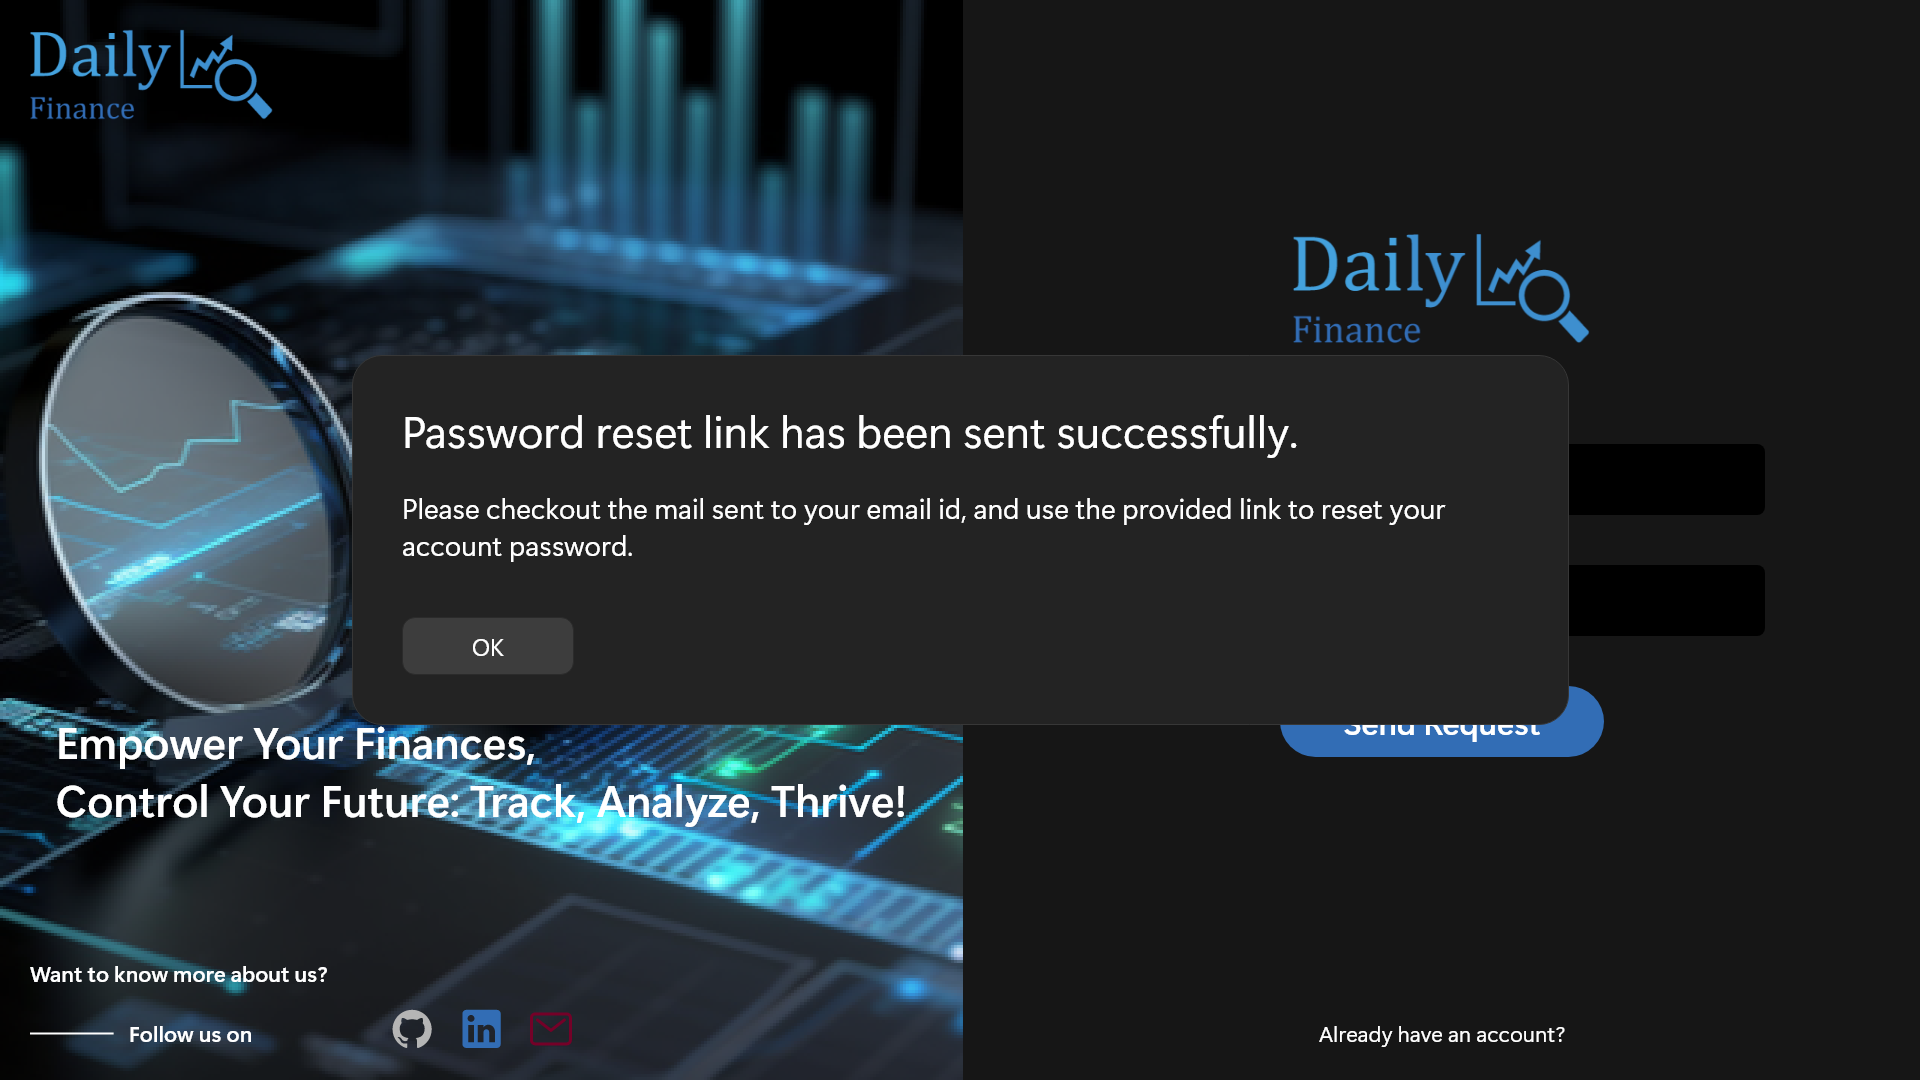 Daily
Finance
Daily
Finance
Password reset link has been sent successfully.
Please checkout the mail sent to your email id, and use the provided link to reset your
account password.
OK
Send Request
Empower Your Finances,
Control Your Future: Track, Analyze, Thrive!
Want to know more about us?
Follow us on
in
Already have an account?